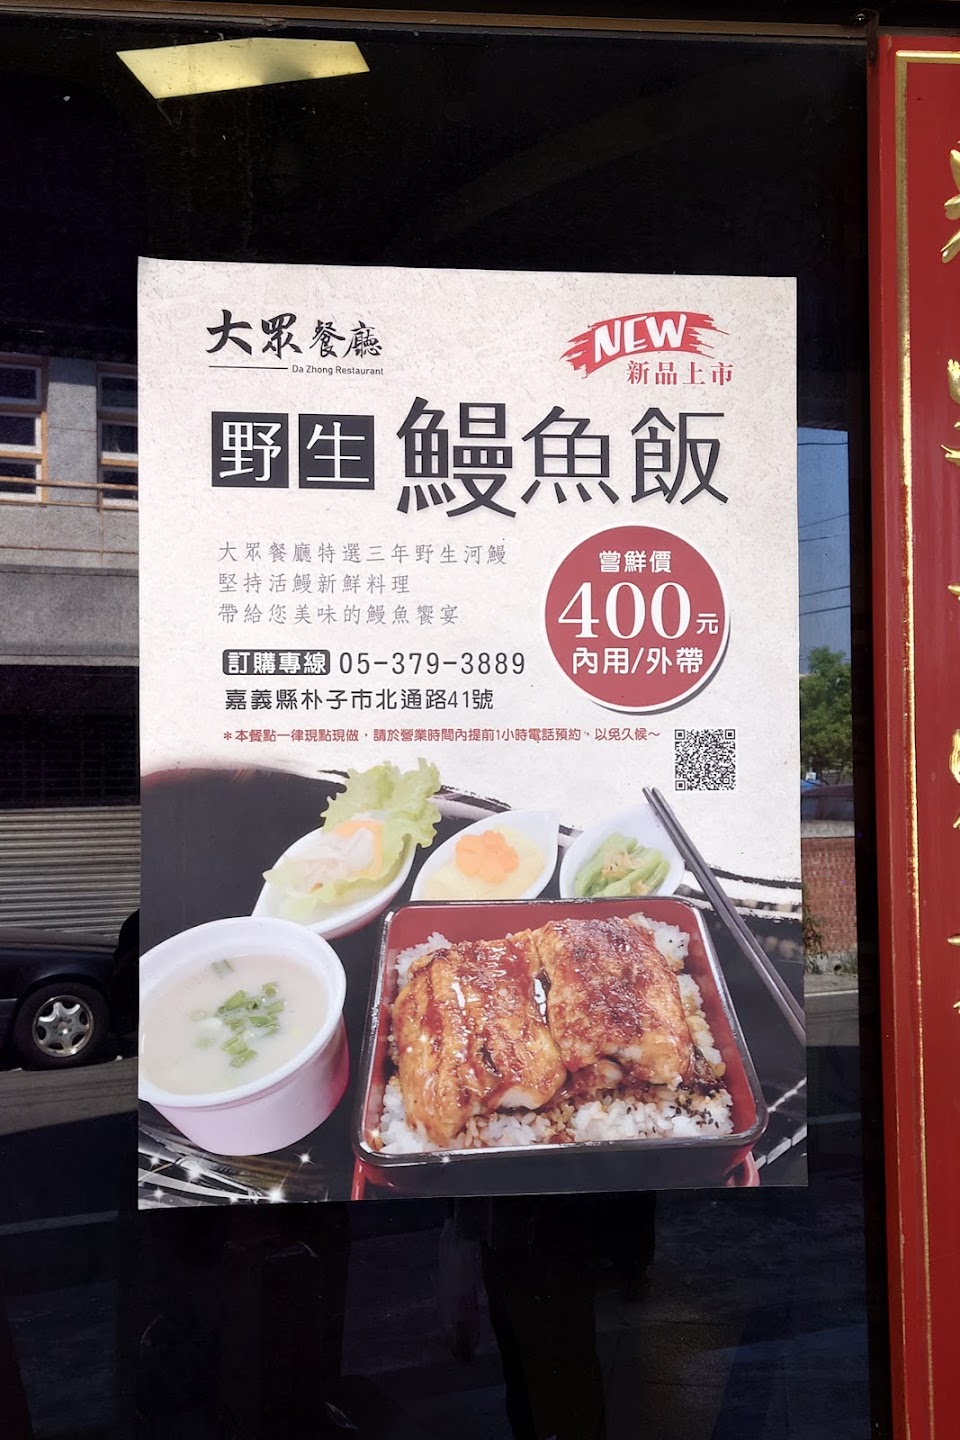 大眾餐廳
Da Zhong Restaurant
NEW
新品上市
野生鰻魚飯
大眾餐廳特選三年野生河鰻
堅持活鰻新鮮料理
帶給您美味的鰻魚饗宴
嘗鮮價
400元
內用/外帶
訂購專線 05-379-3889
嘉義縣朴子市北通路41號
＊本餐點一律現點現做，請於營業時間內提前1小時電話預約，以免久候～